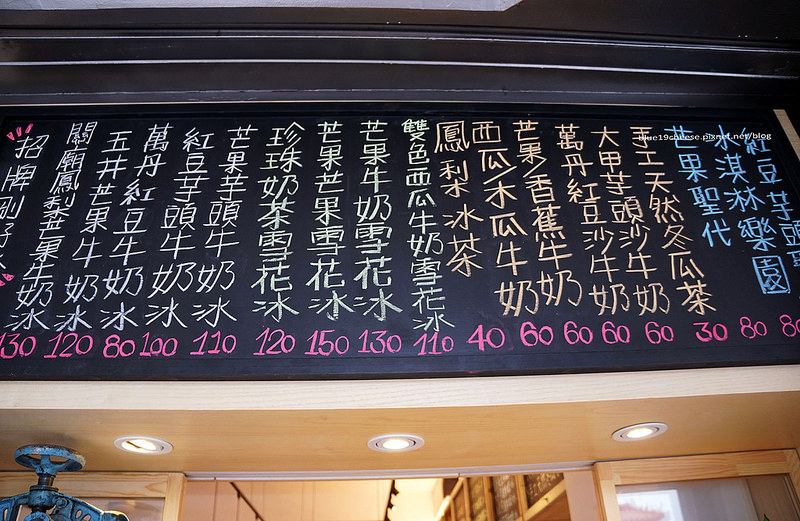 紅豆芋頭
冰淇淋樂園
芒果聖代
手工天然冬瓜茶
大甲芋頭沙牛奶
萬丹紅豆沙牛奶
芒果/香蕉牛奶
西瓜/木瓜牛奶
鳳梨冰茶
雙色西瓜牛奶雪花冰
芒果牛奶雪花冰
芒果芒果雪花冰
珍珠奶茶雪花冰
芒果芋頭牛奶冰
紅豆芋頭牛奶冰
萬丹紅豆牛奶冰
五井芒果牛奶冰
關廟鳳梨芒果牛奶冰
招牌
130 120 80 100 110 120 150 130 110 40 60 60 60 60 30 80 80
blue19cheese.pixnet.net/blog